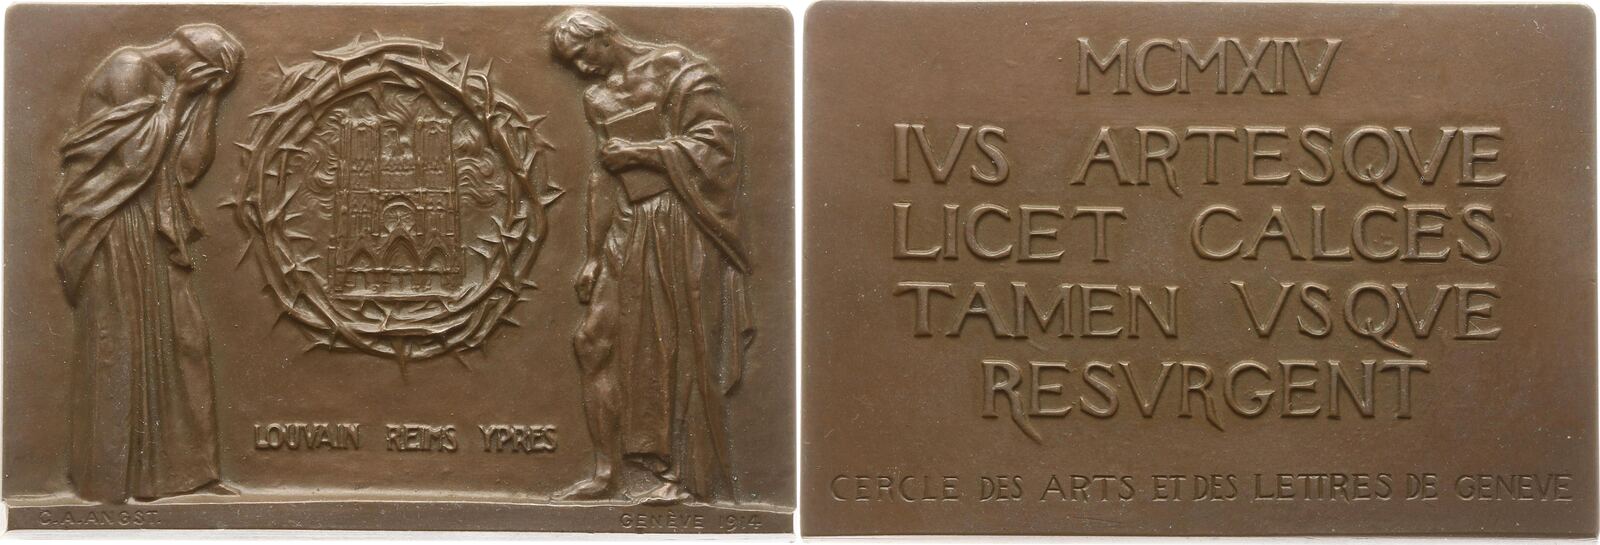 LOUVAIN REIMS YPRES
C.A.ANGST.
GENÈVE 1914
MCMXIV
IVS ARTESQVE
LICET CALCES
TAMEN VSQVE
RESVRGENT
CERCLE DES ARTS ET DES LETTRES DE GENEVE